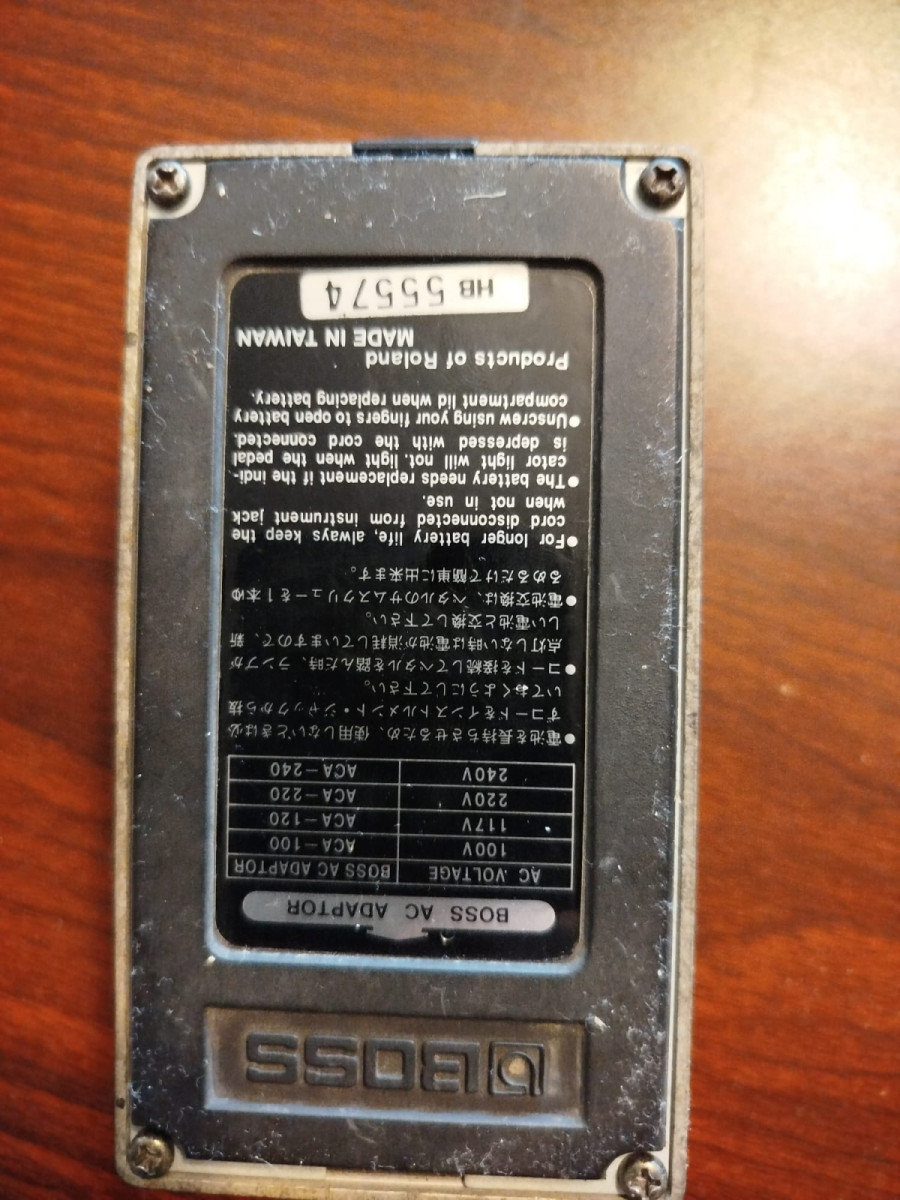 BOSS
BOSS AC ADAPTOR
AC VOLTAGE BOSS AC ADAPTOR
100V ACA-100
117V ACA-120
220V ACA-220
240V ACA-240
●電池を長持ちさせるため、使用しないときは必
ずコードをインストルメント・ジャックから抜
いておくようにして下さい。
●コードを接続してペタルを踏んだ時、ランプが
点灯しない時は電池が消耗していますので、新
しい電池と交換して下さい。
●電池交換は、ペタルのサムスクリューを1本ゆ
るめるだけで簡単に出来ます。
●For longer battery life, always keep the
cord disconnected from instrument jack
when not in use.
●The battery needs replacement if the indi-
cator light will not, light when the pedal
is depressed with the cord connected.
●Unscrew using your fingers to open battery
compartment lid when replacing battery.
Products of Roland
MADE IN TAIWAN
HB 55574